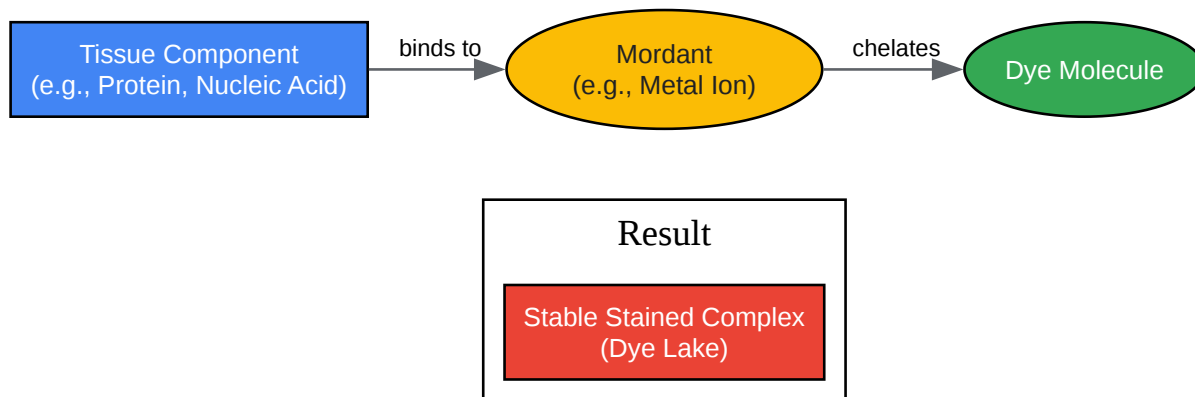 Tissue Component
(e.g., Protein, Nucleic Acid)
binds to
Mordant
(e.g., Metal Ion)
chelates
Dye Molecule
Result
Stable Stained Complex
(Dye Lake)